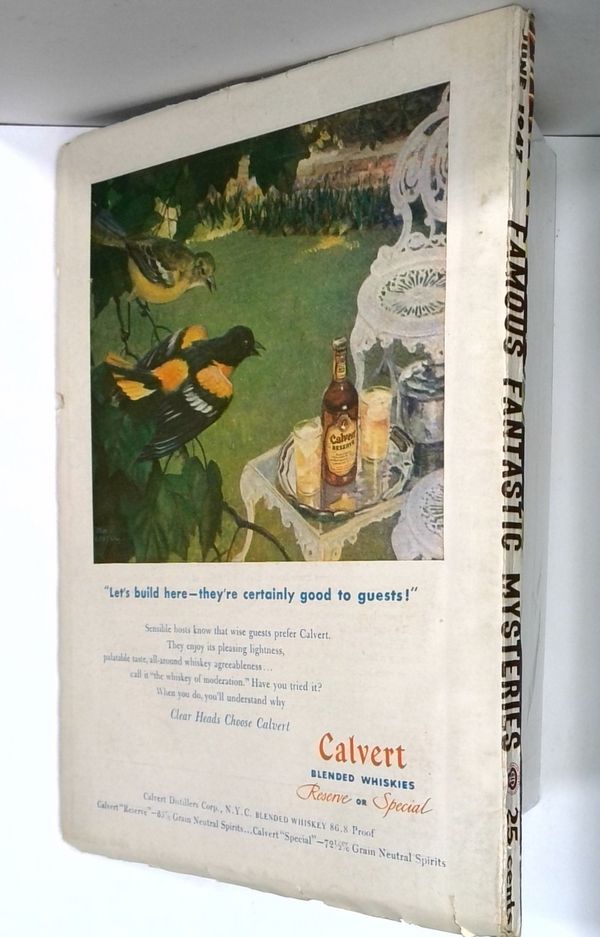 Calvert
RESERVE
"Let's build here—they're certainly good to guests!"
Sensible hosts know that wise guests prefer Calvert.
They enjoy its pleasing lightness,
palatable taste, all-around whiskey agreeableness...
call it "the whiskey of moderation." Have you tried it?
When you do, you'll understand why
Clear Heads Choose Calvert
Calvert
BLENDED WHISKIES
Reserve OR Special
Calvert Distillers Corp., N.Y.C. BLENDED WHISKEY 86.8 Proof
Calvert "Reserve"—65% Grain Neutral Spirits...Calvert "Special"—72½% Grain Neutral Spirits
JUNE 1947 FAMOUS FANTASTIC MYSTERIES 25 cents